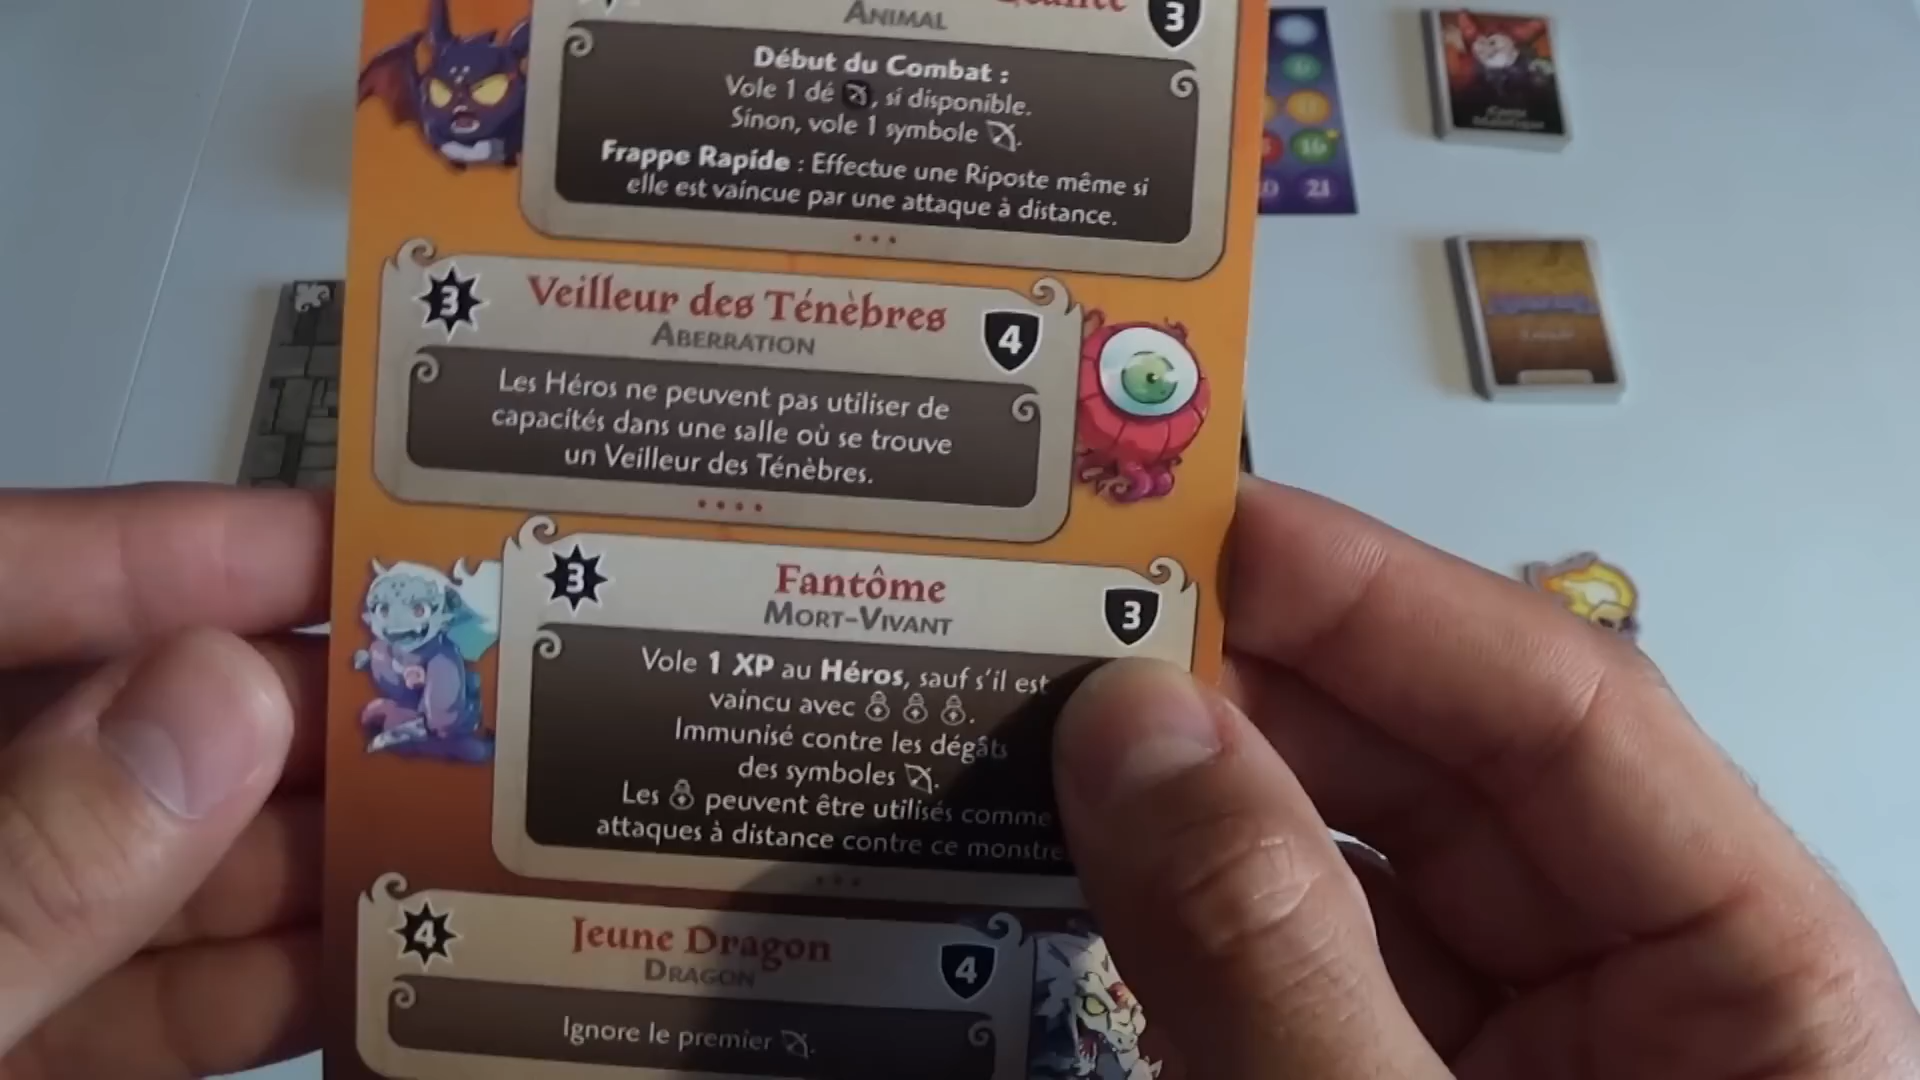 3
ANIMAL
Début du Combat :
Vole 1 dé , si disponible.
Sinon, vole 1 symbole .
Frappe Rapide : Effectue une Riposte même si
elle est vaincue par une attaque à distance.
3
Veilleur des Ténèbres
4
ABERRATION
Les Héros ne peuvent pas utiliser de
capacités dans une salle où se trouve
un Veilleur des Ténèbres.
3
Fantôme
3
MORT-VIVANT
Vole 1 XP au Héros, sauf s'il est
vaincu avec .
Immunisé contre les dégâts
des symboles .
Les peuvent être utilisés comme
attaques à distance contre ce monstre
4
Jeune Dragon
4
DRAGON
Ignore le premier .
16
21